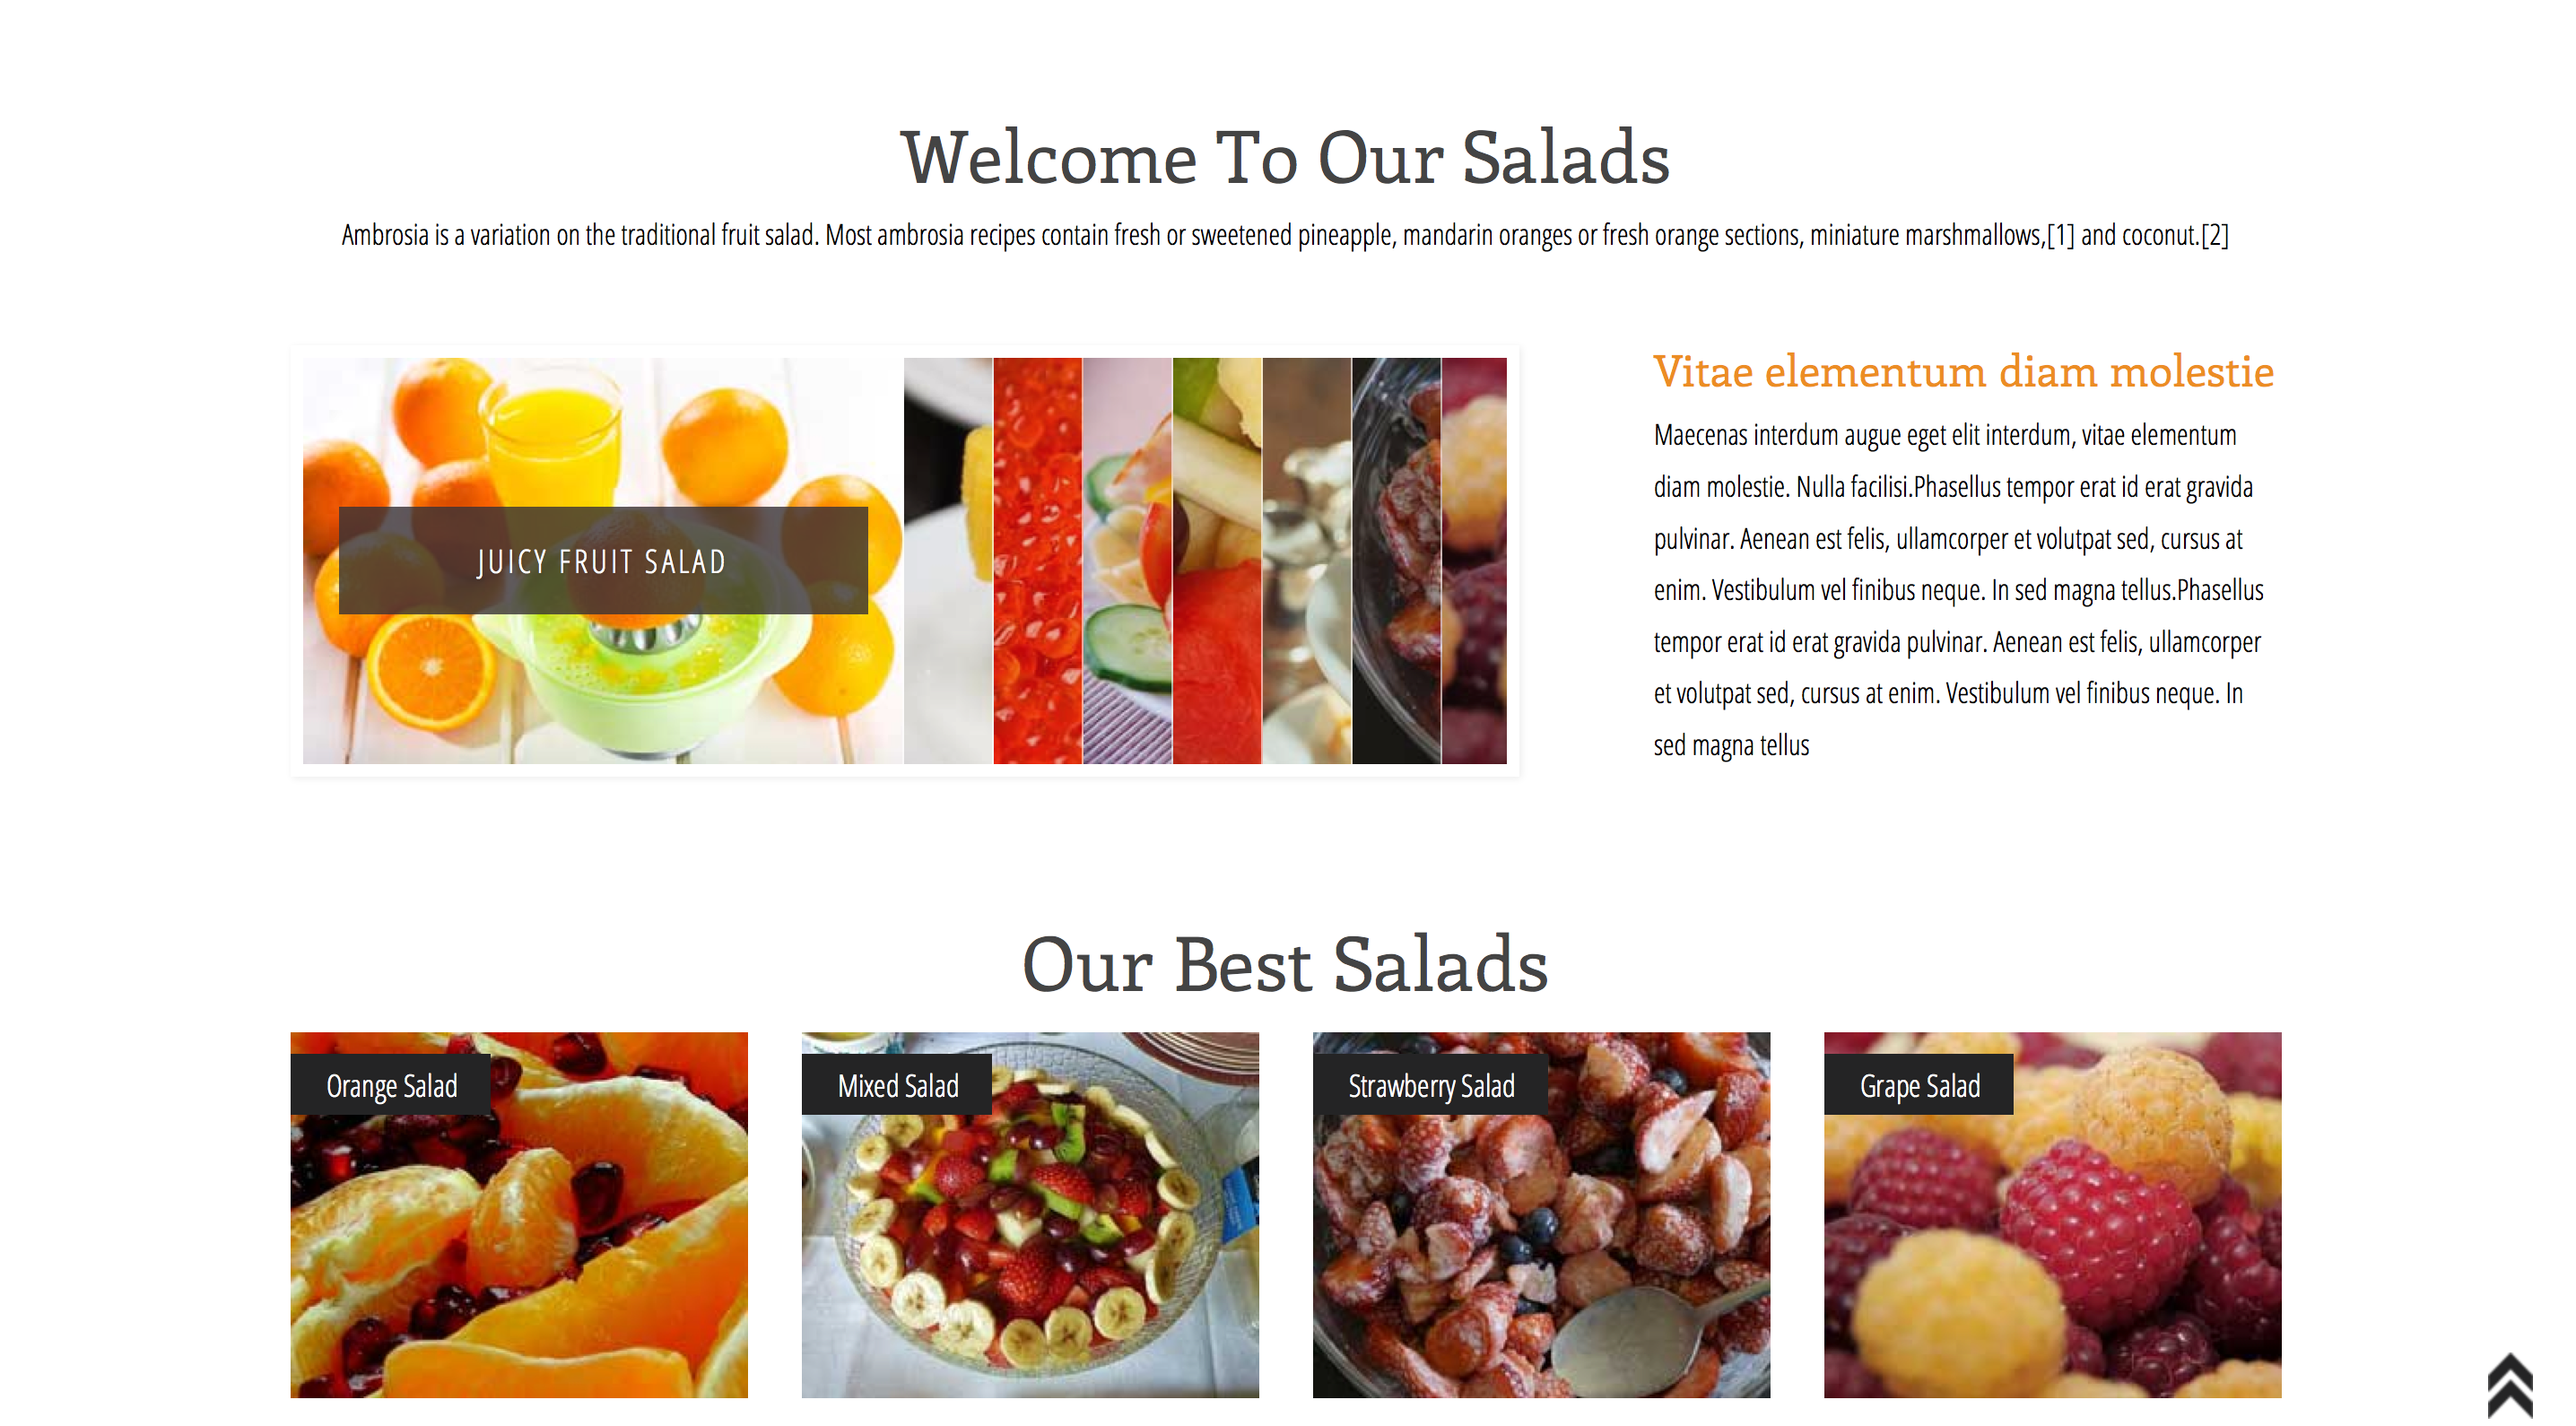 Welcome To Our Salads
Ambrosia is a variation on the traditional fruit salad. Most ambrosia recipes contain fresh or sweetened pineapple, mandarin oranges or fresh orange sections, miniature marshmallows,[1] and coconut.[2]
JUICY FRUIT SALAD
Vitae elementum diam molestie
Maecenas interdum augue eget elit interdum, vitae elementum
diam molestie. Nulla facilisi.Phasellus tempor erat id erat gravida
pulvinar. Aenean est felis, ullamcorper et volutpat sed, cursus at
enim. Vestibulum vel finibus neque. In sed magna tellus.Phasellus
tempor erat id erat gravida pulvinar. Aenean est felis, ullamcorper
et volutpat sed, cursus at enim. Vestibulum vel finibus neque. In
sed magna tellus
Our Best Salads
Orange Salad
Mixed Salad
Strawberry Salad
Grape Salad